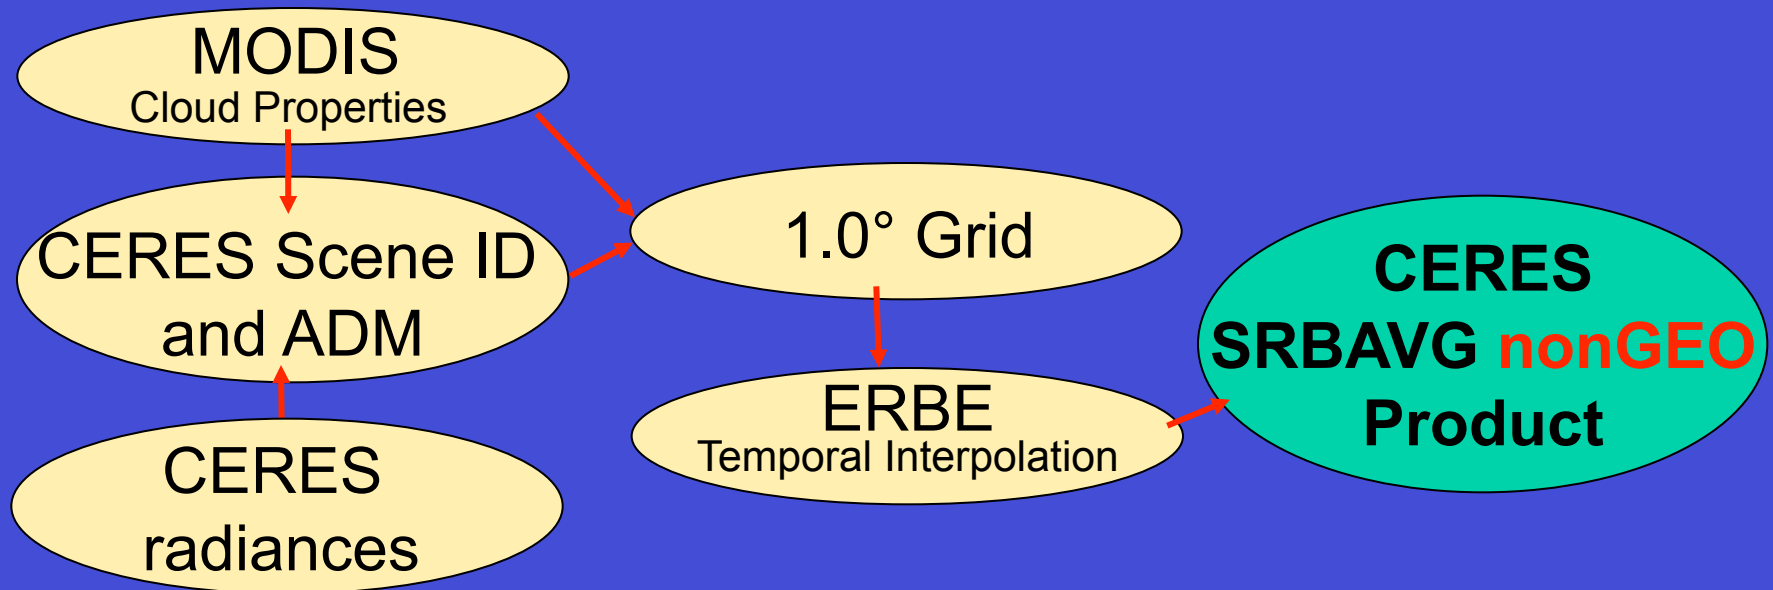 MODIS
Cloud Properties
CERES Scene ID
and ADM
CERES
radiances
1.0° Grid
ERBE
Temporal Interpolation
CERES
SRBAVG nonGEO
Product